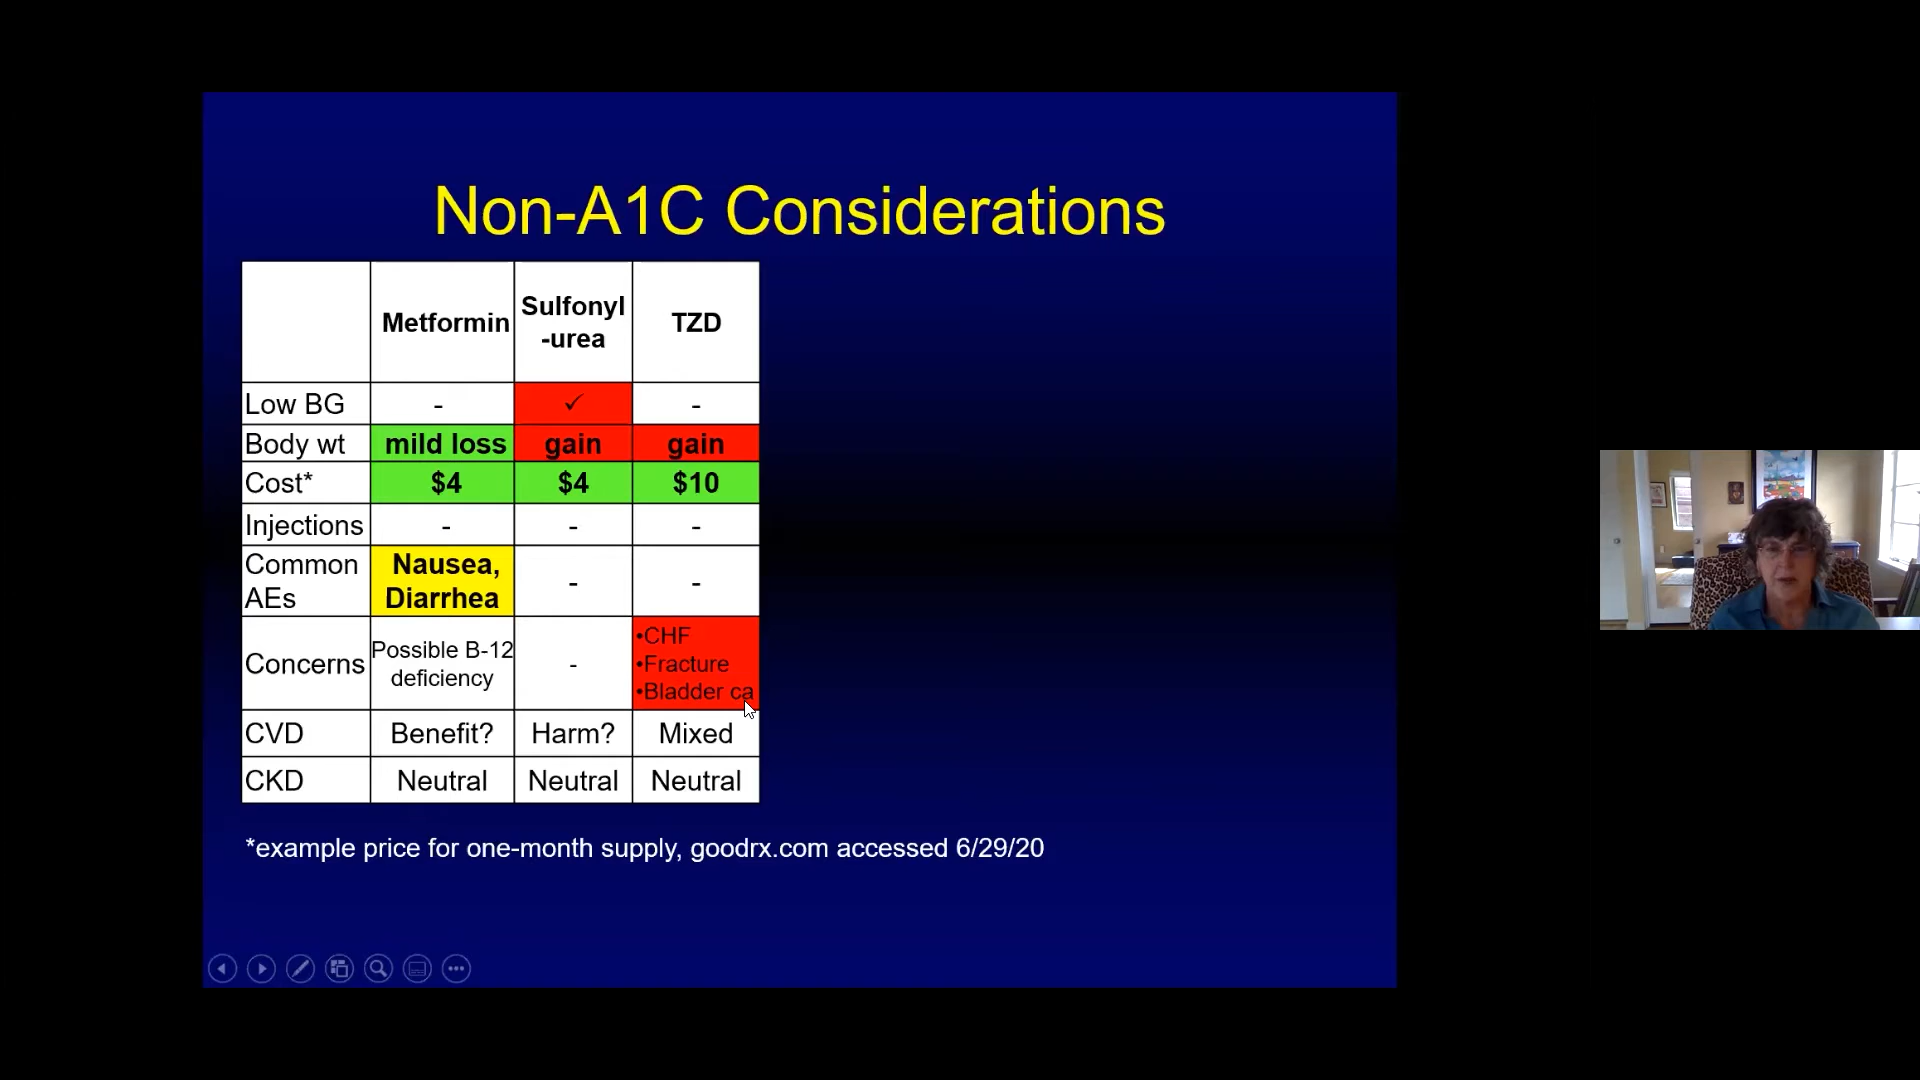 Non-A1C Considerations
Metformin
Sulfonyl
-urea
TZD
Low BG
-
✓
-
Body wt
mild loss
gain
gain
Cost*
$4
$4
$10
Injections
-
-
-
Common
AEs
Nausea,
Diarrhea
-
-
Concerns
Possible B-12
deficiency
-
•CHF
•Fracture
•Bladder ca
CVD
Benefit?
Harm?
Mixed
CKD
Neutral
Neutral
Neutral
*example price for one-month supply, goodrx.com accessed 6/29/20